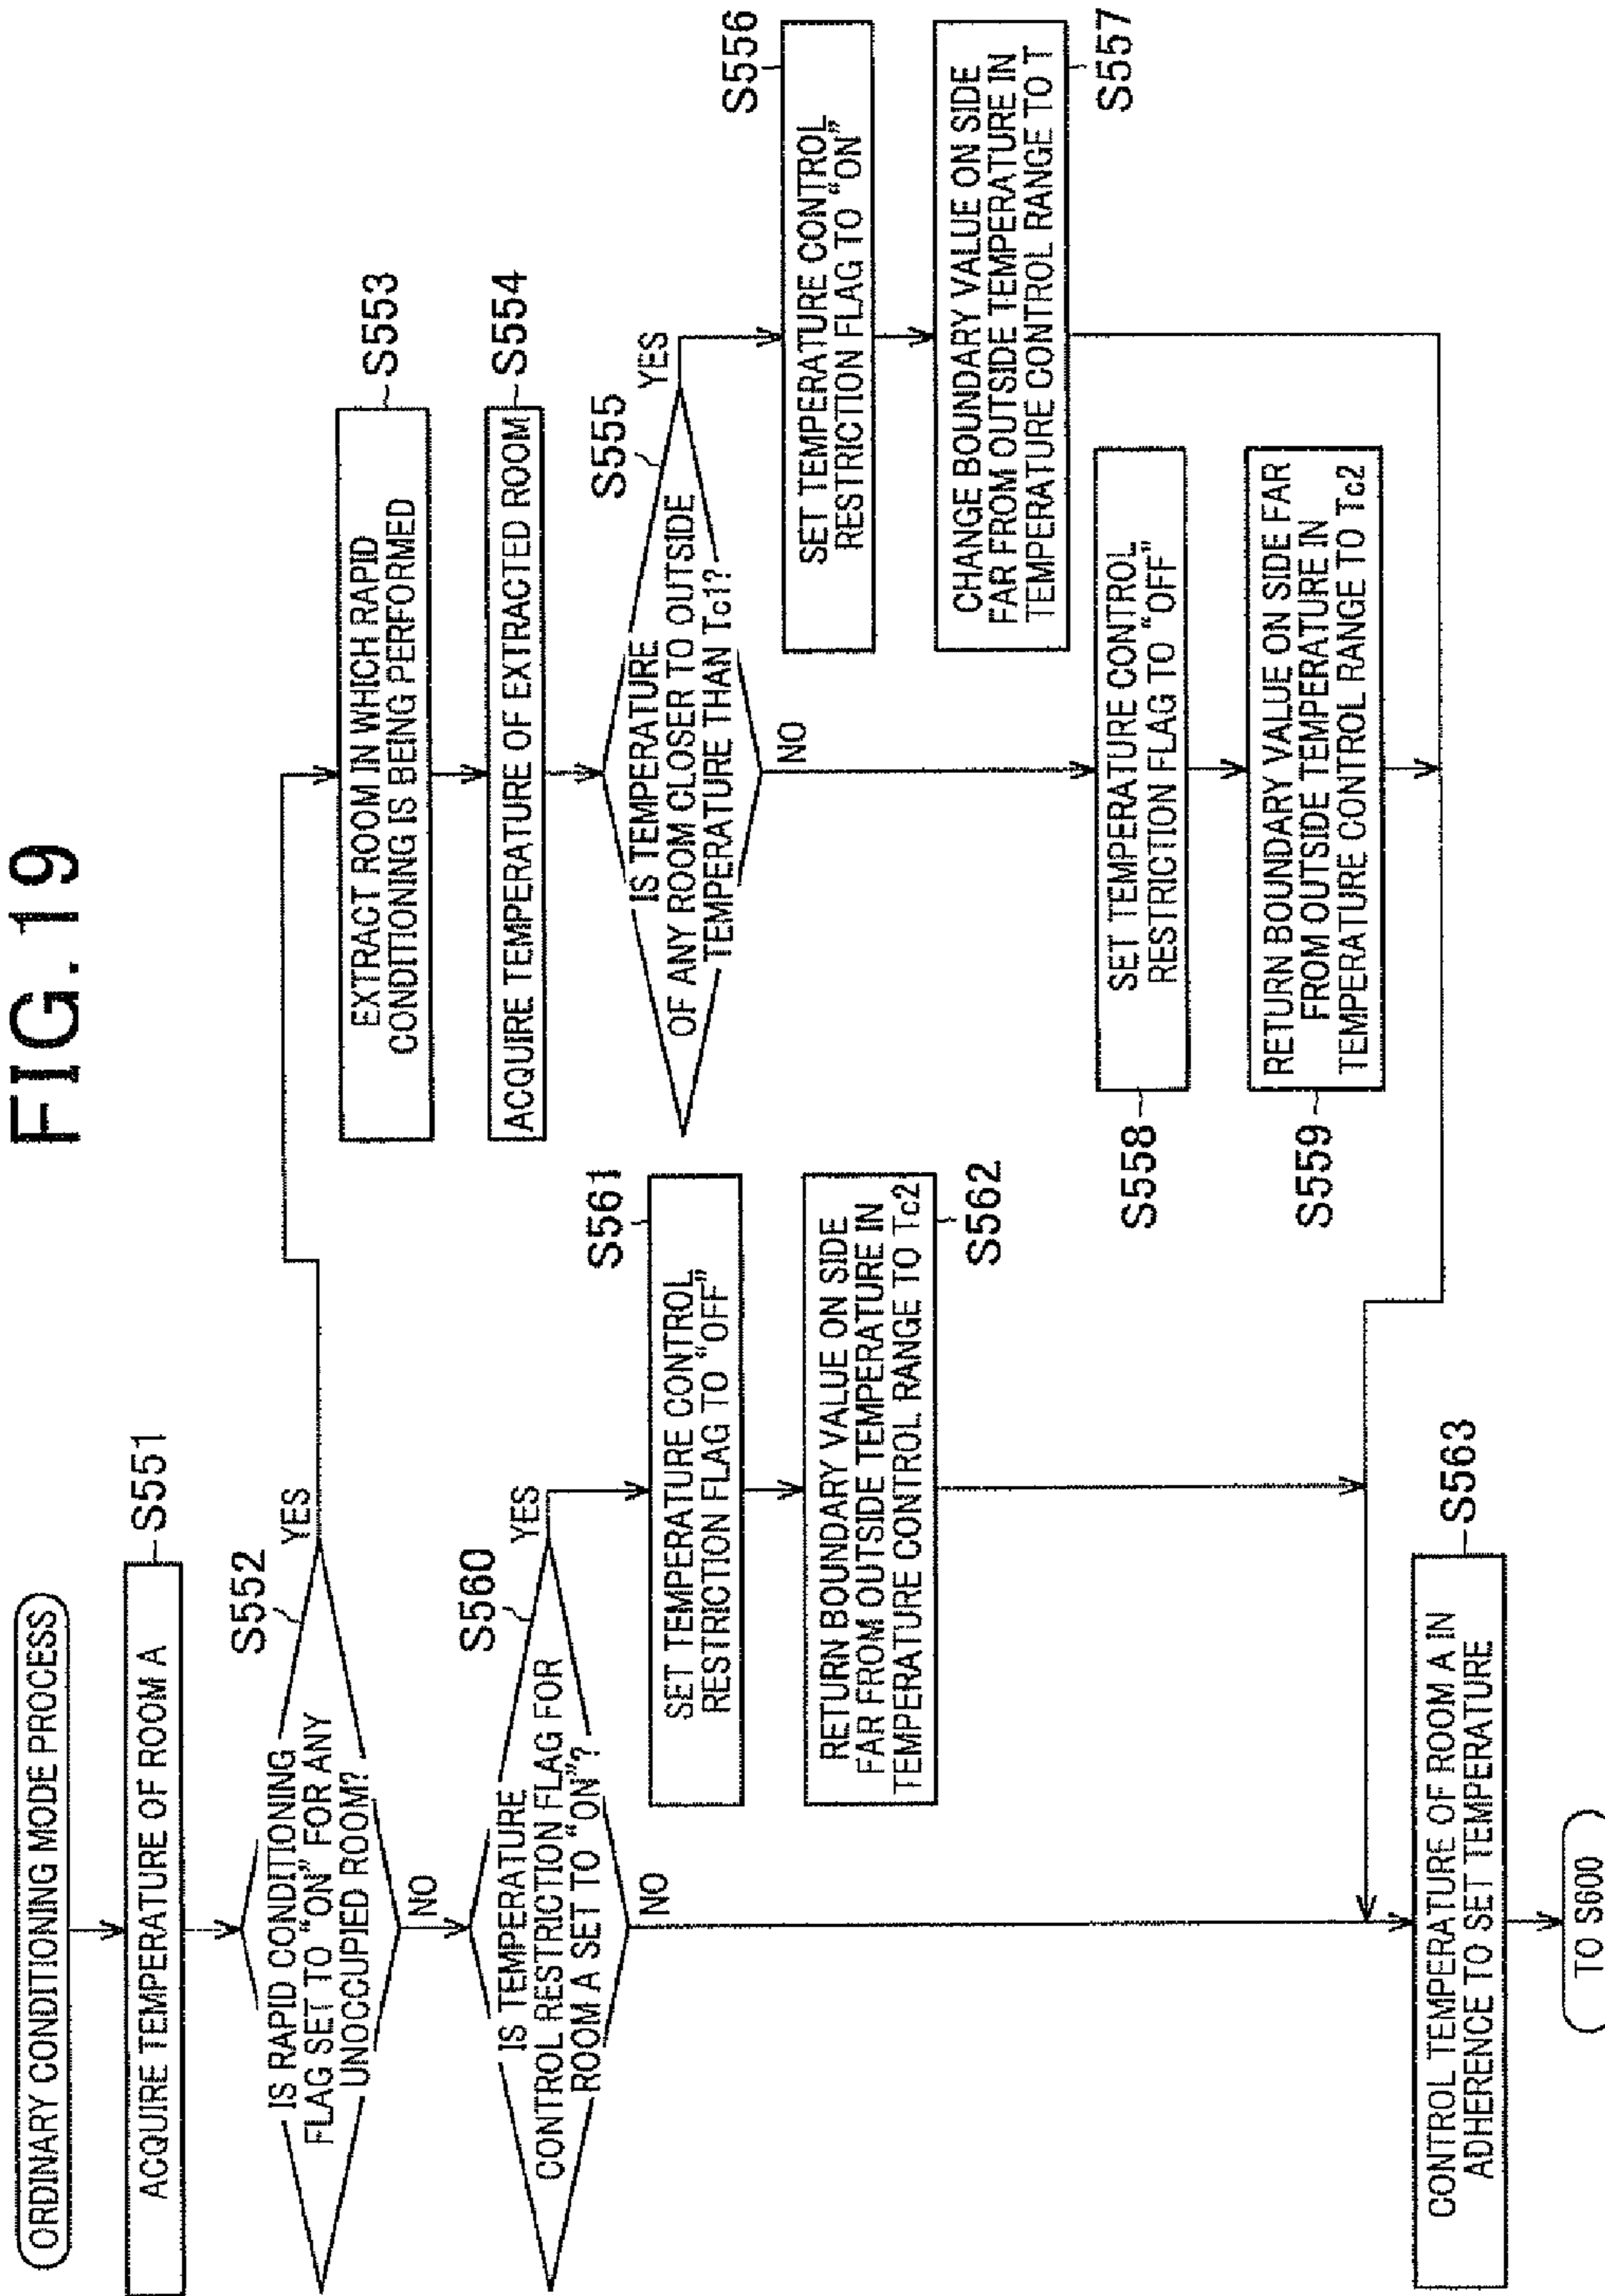 FIG. 19
ORDINARY CONDITIONING MODE PROCESS
S551
ACQUIRE TEMPERATURE OF ROOM A
S552
IS RAPID CONDITIONING
FLAG SET TO "ON" FOR ANY
UNOCCUPIED ROOM?
YES
NO
S553
EXTRACT ROOM IN WHICH RAPID
CONDITIONING IS BEING PERFORMED
S554
ACQUIRE TEMPERATURE OF EXTRACTED ROOM
S555
IS TEMPERATURE
OF ANY ROOM CLOSER TO OUTSIDE
TEMPERATURE THAN Tc1?
YES
NO
S556
SET TEMPERATURE CONTROL
RESTRICTION FLAG TO "ON"
CHANGE BOUNDARY VALUE ON SIDE
FAR FROM OUTSIDE TEMPERATURE IN
TEMPERATURE CONTROL RANGE TO T
S557
SET TEMPERATURE CONTROL
RESTRICTION FLAG TO "OFF"
S558
RETURN BOUNDARY VALUE ON SIDE FAR
FROM OUTSIDE TEMPERATURE IN
TEMPERATURE CONTROL RANGE TO Tc2
S559
S560
IS TEMPERATURE
CONTROL RESTRICTION FLAG FOR
ROOM A SET TO "ON"?
YES
NO
S561
SET TEMPERATURE CONTROL
RESTRICTION FLAG TO "OFF"
RETURN BOUNDARY VALUE ON SIDE
FAR FROM OUTSIDE TEMPERATURE IN
TEMPERATURE CONTROL RANGE TO Tc2
S562
S563
CONTROL TEMPERATURE OF ROOM A IN
ADHERENCE TO SET TEMPERATURE
TO S600